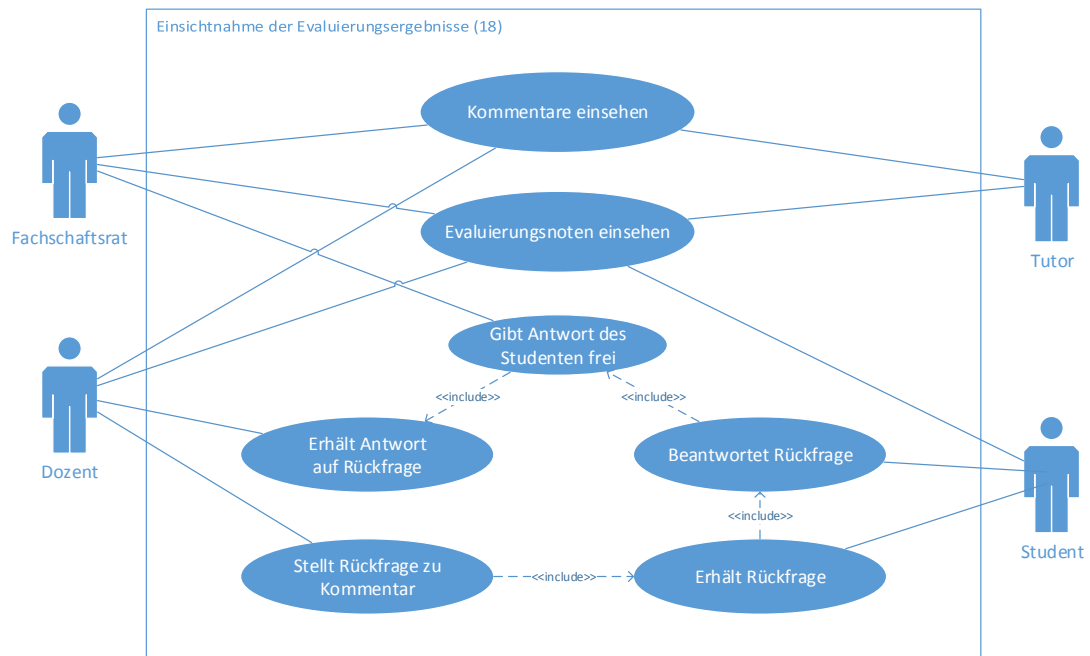 Einsichtnahme der Evaluierungsergebnisse (18)
Kommentare einsehen
Fachschaftsrat
Evaluierungsnoten einsehen
Tutor
Gibt Antwort des
Studenten frei
<<include>>
<<include>>
Erhält Antwort
auf Rückfrage
Beantwortet Rückfrage
Dozent
<<include>>
Student
Stellt Rückfrage zu
Kommentar
<<include>>
Erhält Rückfrage